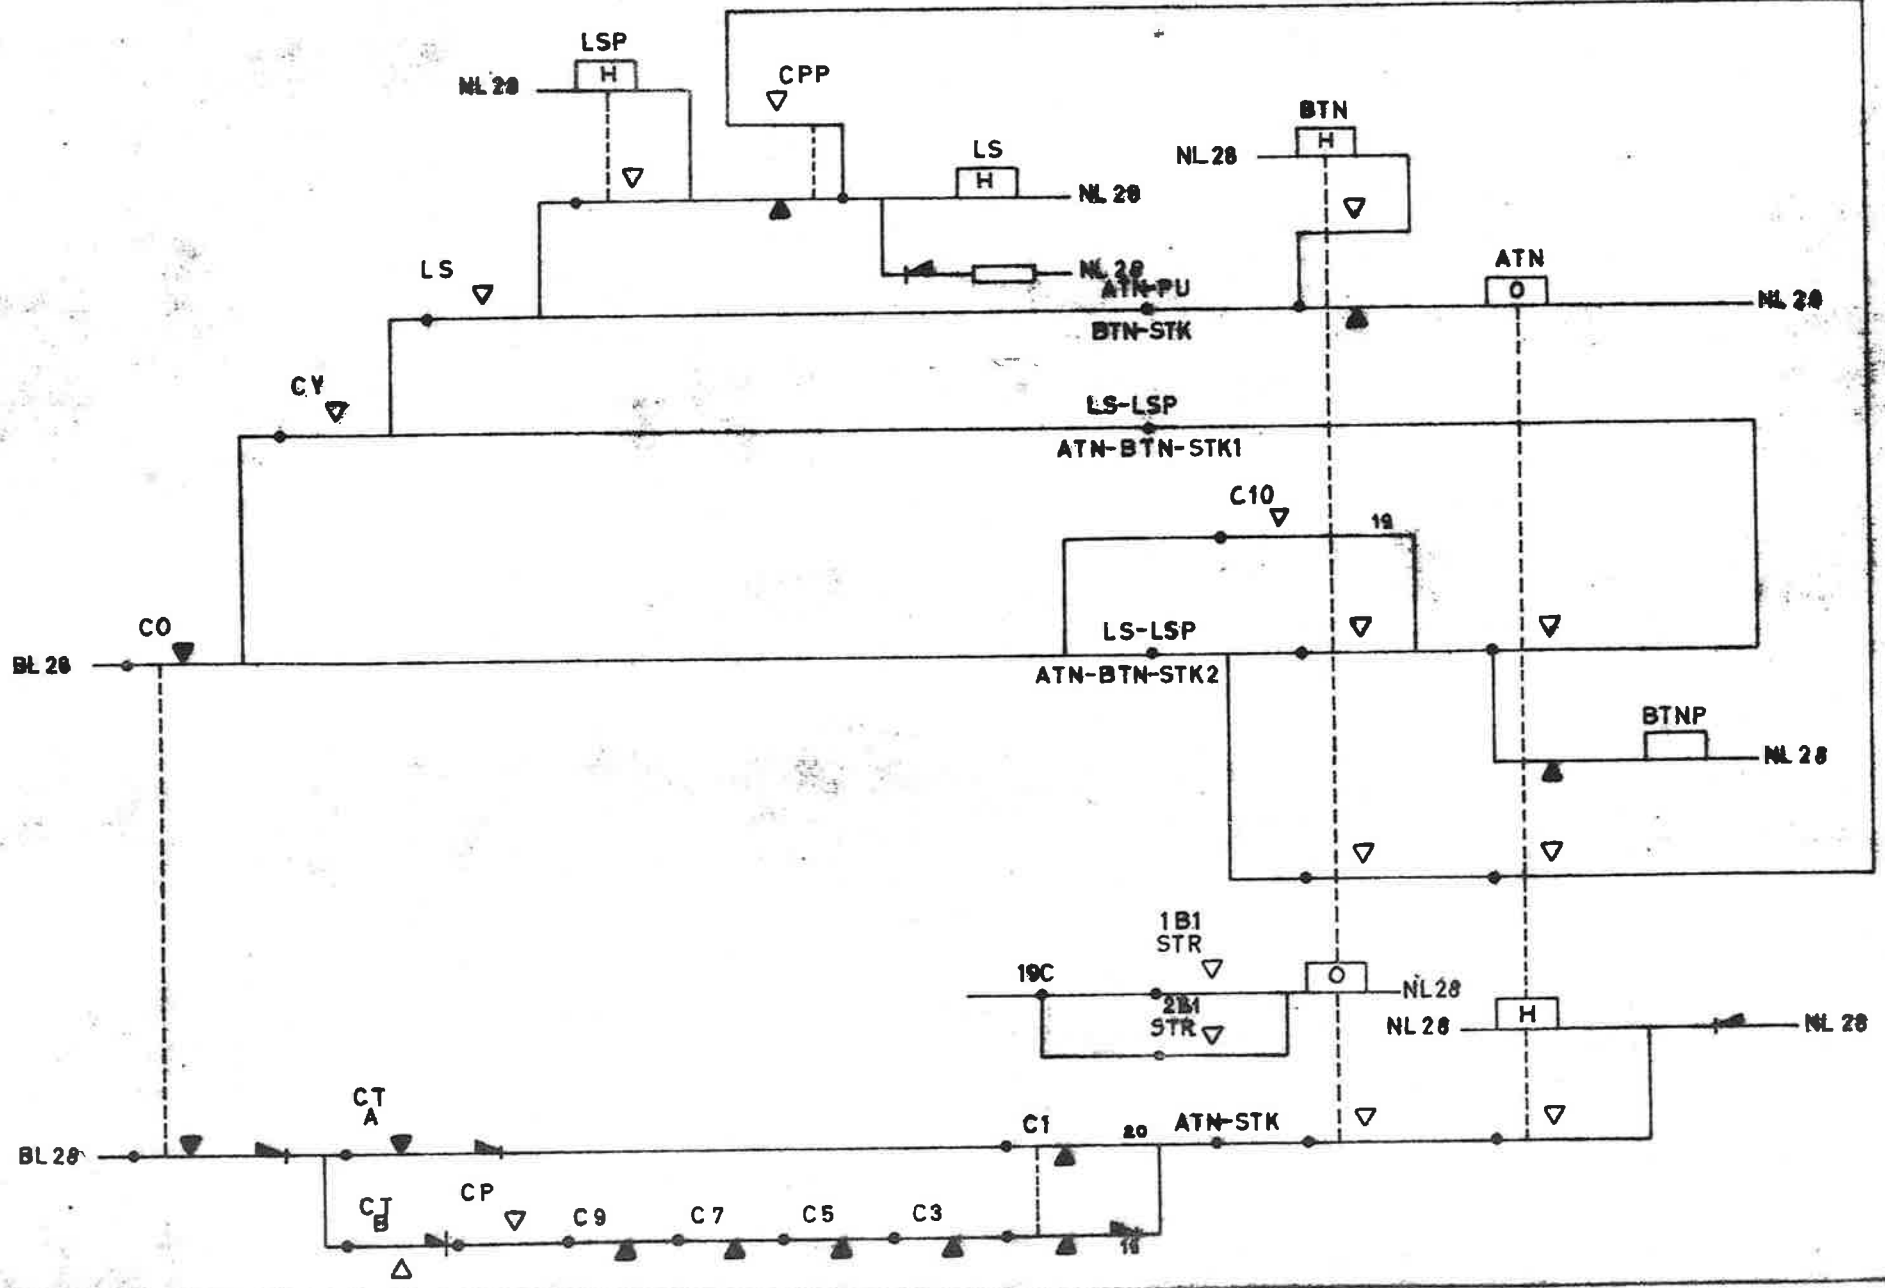 LSP
H
NL 28
CPP
LS
H
NL 28
BTN
H
NL 28
NL 28
ATN-PU
BTN-STK
LS
ATN
O
NL 28
CY
LS-LSP
ATN-BTN-STK1
C10
19
CO
BL 28
LS-LSP
ATN-BTN-STK2
BTNP
NL 28
1B1
STR
19C
O
NL28
2B1
STR
H
NL 28
NL 28
CT
A
BL 28
C1
20
ATN-STK
CT
B
CP
C9
C7
C5
C3